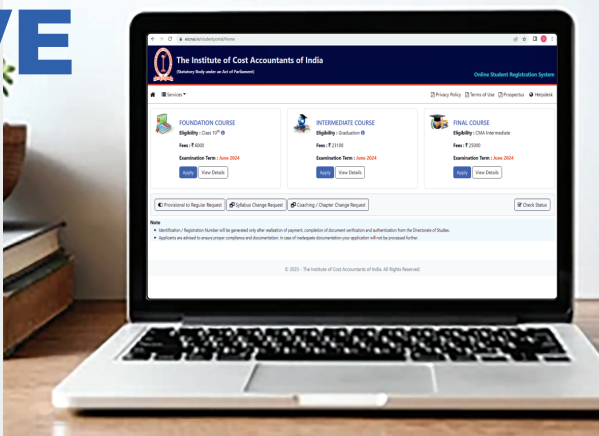 VE
eicmai.in/studentportal/Home
The Institute of Cost Accountants of India
(Statutory Body under an Act of Parliament)
Online Student Registration System
Services
Privacy Policy Terms of Use Prospectus Helpdesk
FOUNDATION COURSE
Eligibility : Class 10th
Fees : ₹ 6000
Examination Term : June 2024
Apply View Details
INTERMEDIATE COURSE
Eligibility : Graduation
Fees : ₹ 23100
Examination Term : June 2024
Apply View Details
FINAL COURSE
Eligibility : CMA Intermediate
Fees : ₹ 25000
Examination Term : June 2024
Apply View Details
Provisional to Regular Request Syllabus Change Request Coaching / Chapter Change Request Check Status
Note
Identification / Registration Number will be generated only after realisation of payment, completion of document verification and authentication from the Directorate of Studies.
Applicants are advised to ensure proper compliance and documentation. In case of inadequate documentation your application will not be processed further.
© 2023 - The Institute of Cost Accountants of India. All Rights Reserved.